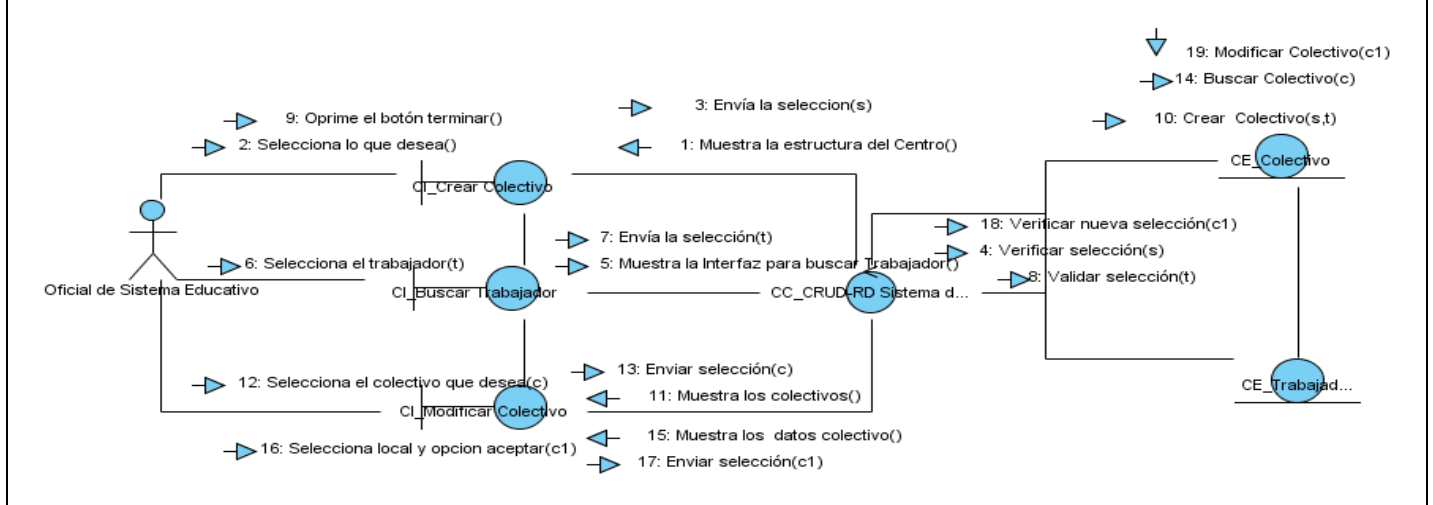 19: Modificar Colectivo(c1)
14: Buscar Colectivo(c)
3: Envía la seleccion(s)
9: Oprime el botón terminar()
10: Crear Colectivo(s,t)
2: Selecciona lo que desea()
1: Muestra la estructura del Centro()
CE_Colectivo
CI_Crear Colectivo
18: Verificar nueva selección(c1)
7: Envía la selección(t)
4: Verificar selección(s)
6: Selecciona el trabajador(t)
5: Muestra la Interfaz para buscar Trabajador()
8: Validar selección(t)
Oficial de Sistema Educativo
CI_Buscar Trabajador
CC_CRUD-RD Sistema d...
13: Enviar selección(c)
12: Selecciona el colectivo que desea(c)
CE_Trabajad...
11: Muestra los colectivos()
CI_Modificar Colectivo
15: Muestra los datos colectivo()
16: Selecciona local y opcion aceptar(c1)
17: Enviar selección(c1)